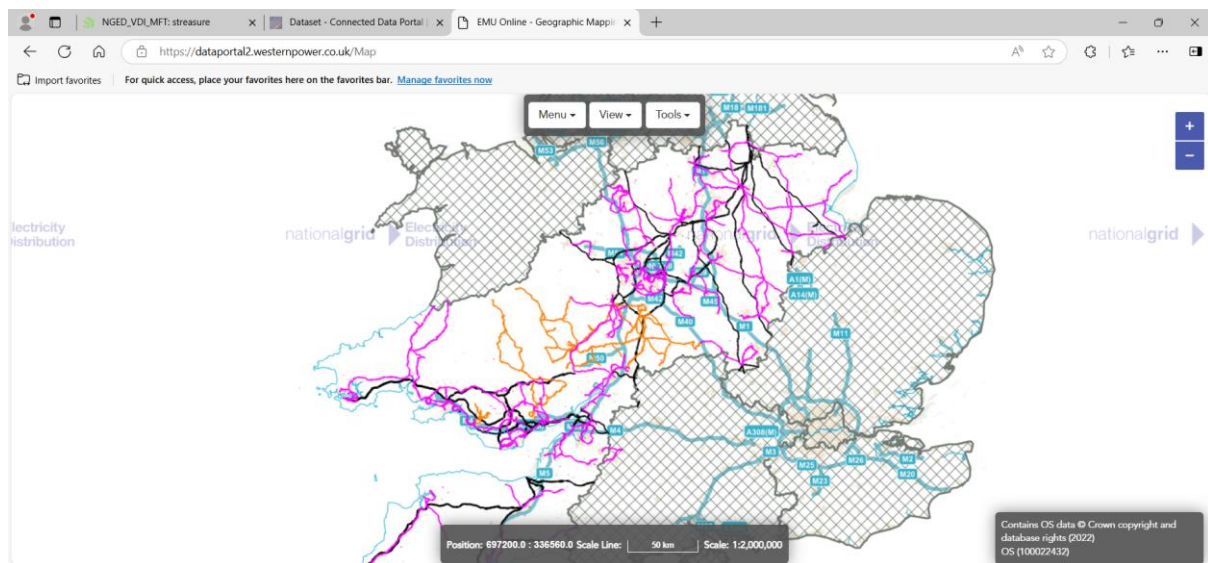 NGED_VDI_MFT: streasure
Dataset - Connected Data Portal |
EMU Online - Geographic Mappin
https://dataportal2.westernpower.co.uk/Map
Import favorites
For quick access, place your favorites here on the favorites bar. Manage favorites now
Menu
View
Tools
+
−
M18
M181
M53
M56
lectricity
istribution
nationalgrid
Electricity
Distribution
nationalgrid
M42
A1(M)
A14(M)
M42
M45
M40
M1
M11
M50
M4
A308(M)
M3
M25
M26
M2
M20
M23
M5
Position: 697200.0 : 336560.0 Scale Line: 50 km Scale: 1:2,000,000
Contains OS data © Crown copyright and
database rights (2022)
OS (100022432)